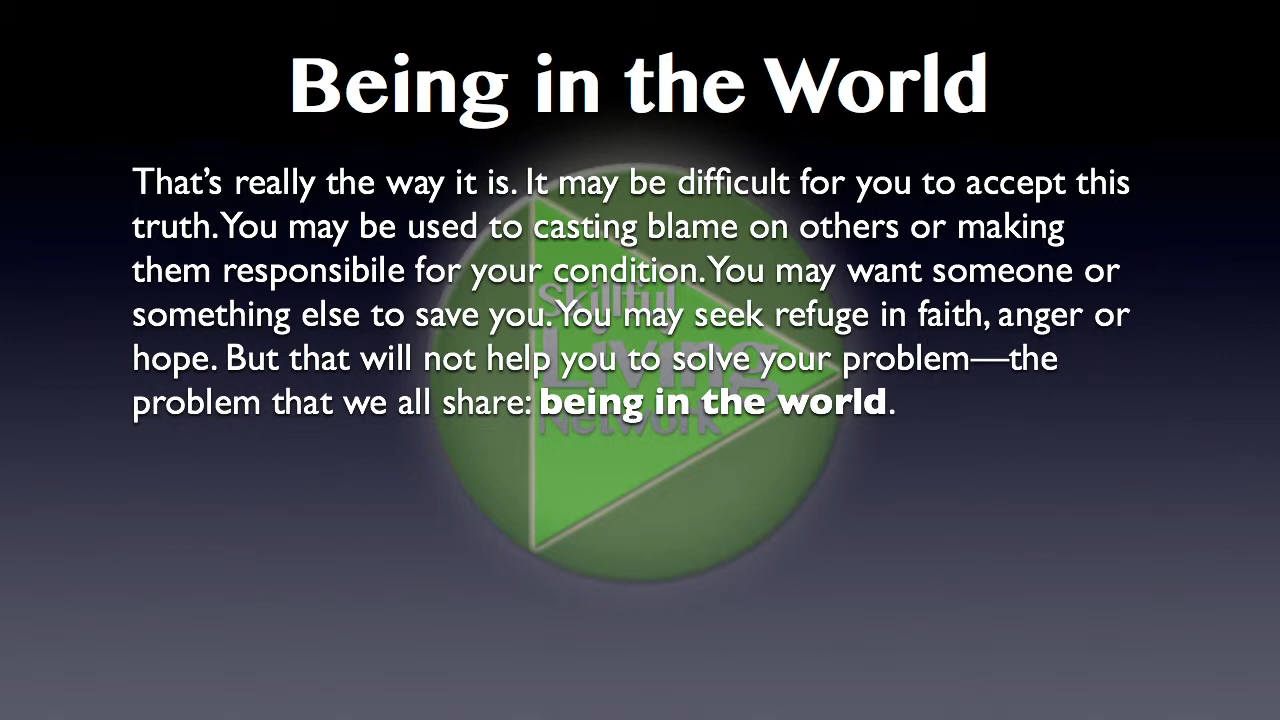 Being in the World
That’s really the way it is. It may be difficult for you to accept this
truth. You may be used to casting blame on others or making
them responsibile for your condition. You may want someone or
something else to save you. You may seek refuge in faith, anger or
hope. But that will not help you to solve your problem—the
problem that we all share: being in the world.
Skillful
Living
Network